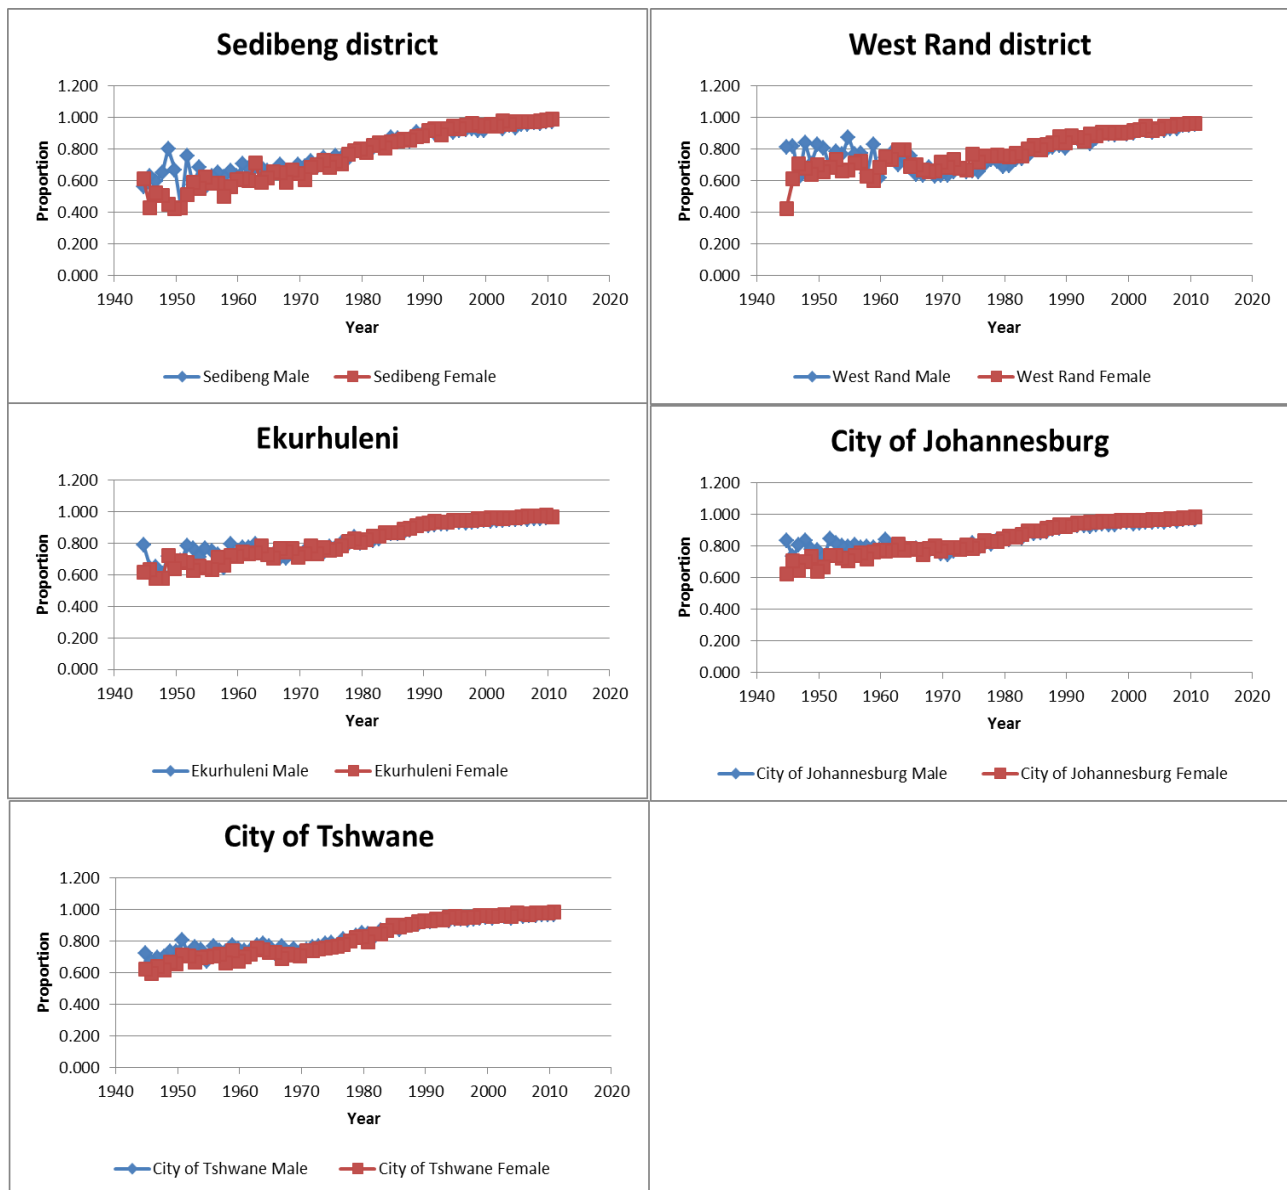 Sedibeng district
1.200
1.000
0.800
0.600
0.400
0.200
0.000
Proportion
1940 1950 1960 1970 1980 1990 2000 2010 2020
Year
Sedibeng Male Sedibeng Female
West Rand district
1.200
1.000
0.800
0.600
0.400
0.200
0.000
Proportion
1940 1950 1960 1970 1980 1990 2000 2010 2020
Year
West Rand Male West Rand Female
Ekurhuleni
1.200
1.000
0.800
0.600
0.400
0.200
0.000
Proportion
1940 1950 1960 1970 1980 1990 2000 2010 2020
Year
Ekurhuleni Male Ekurhuleni Female
City of Johannesburg
1.200
1.000
0.800
0.600
0.400
0.200
0.000
Proportion
1940 1950 1960 1970 1980 1990 2000 2010 2020
Year
City of Johannesburg Male City of Johannesburg Female
City of Tshwane
1.200
1.000
0.800
0.600
0.400
0.200
0.000
Proportion
1940 1950 1960 1970 1980 1990 2000 2010 2020
Year
City of Tshwane Male City of Tshwane Female